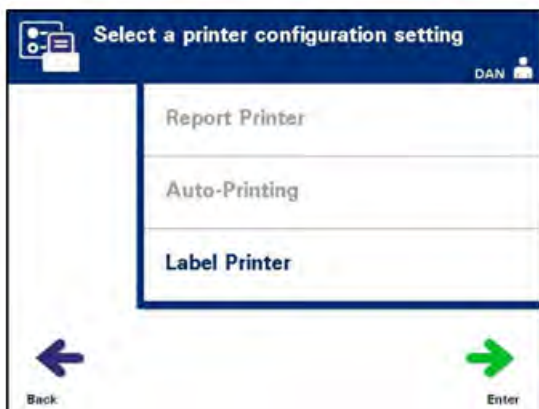 Select a printer configuration setting
DAN
Report Printer
Auto-Printing
Label Printer
Back
Enter